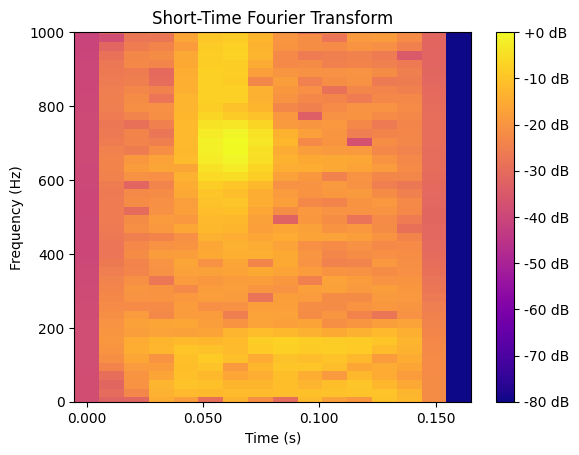 Short-Time Fourier Transform
Frequency (Hz)
1000
800
600
400
200
0
0.000
0.050
0.100
0.150
Time (s)
+0 dB
-10 dB
-20 dB
-30 dB
-40 dB
-50 dB
-60 dB
-70 dB
-80 dB